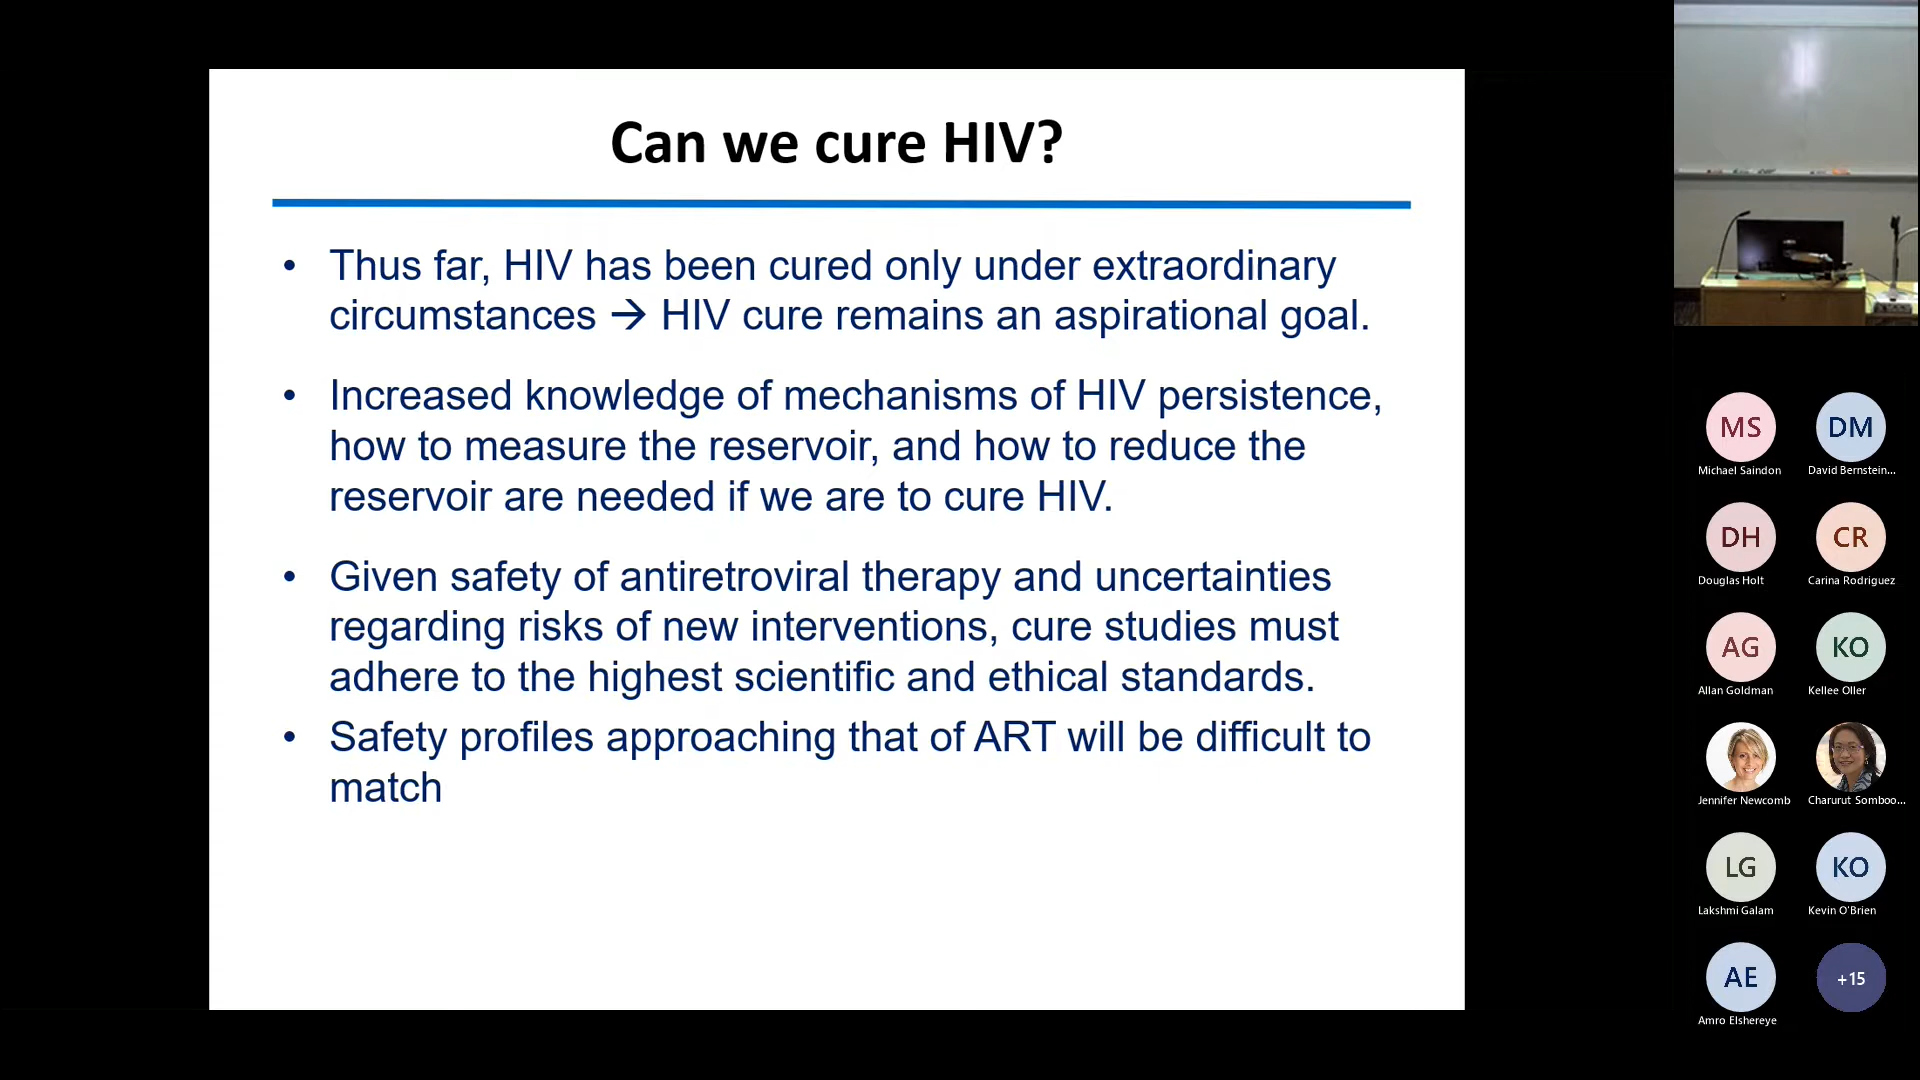 Can we cure HIV?
• Thus far, HIV has been cured only under extraordinary
circumstances → HIV cure remains an aspirational goal.
• Increased knowledge of mechanisms of HIV persistence,
how to measure the reservoir, and how to reduce the
reservoir are needed if we are to cure HIV.
• Given safety of antiretroviral therapy and uncertainties
regarding risks of new interventions, cure studies must
adhere to the highest scientific and ethical standards.
• Safety profiles approaching that of ART will be difficult to
match
MS
Michael Saindon
DM
David Bernstein...
DH
Douglas Holt
CR
Carina Rodriguez
AG
Allan Goldman
KO
Kellee Oller
Jennifer Newcomb
Charurut Somboo...
LG
Lakshmi Galam
KO
Kevin O'Brien
AE
Amro Elshereye
+15